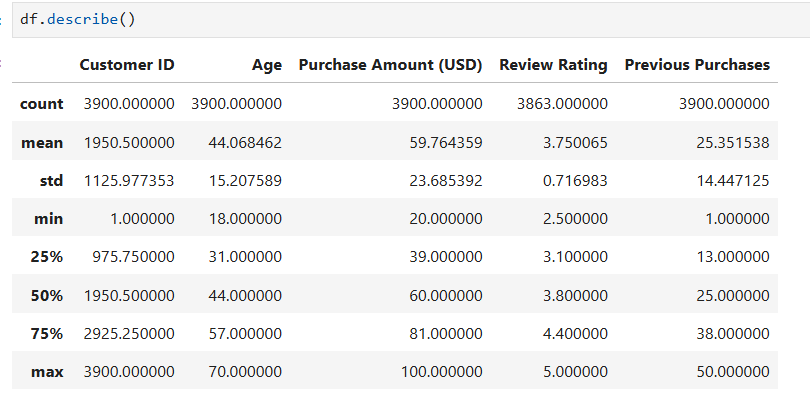 df.describe()
Customer ID Age Purchase Amount (USD) Review Rating Previous Purchases
count 3900.000000 3900.000000 3900.000000 3863.000000 3900.000000
mean 1950.500000 44.068462 59.764359 3.750065 25.351538
std 1125.977353 15.207589 23.685392 0.716983 14.447125
min 1.000000 18.000000 20.000000 2.500000 1.000000
25% 975.750000 31.000000 39.000000 3.100000 13.000000
50% 1950.500000 44.000000 60.000000 3.800000 25.000000
75% 2925.250000 57.000000 81.000000 4.400000 38.000000
max 3900.000000 70.000000 100.000000 5.000000 50.000000